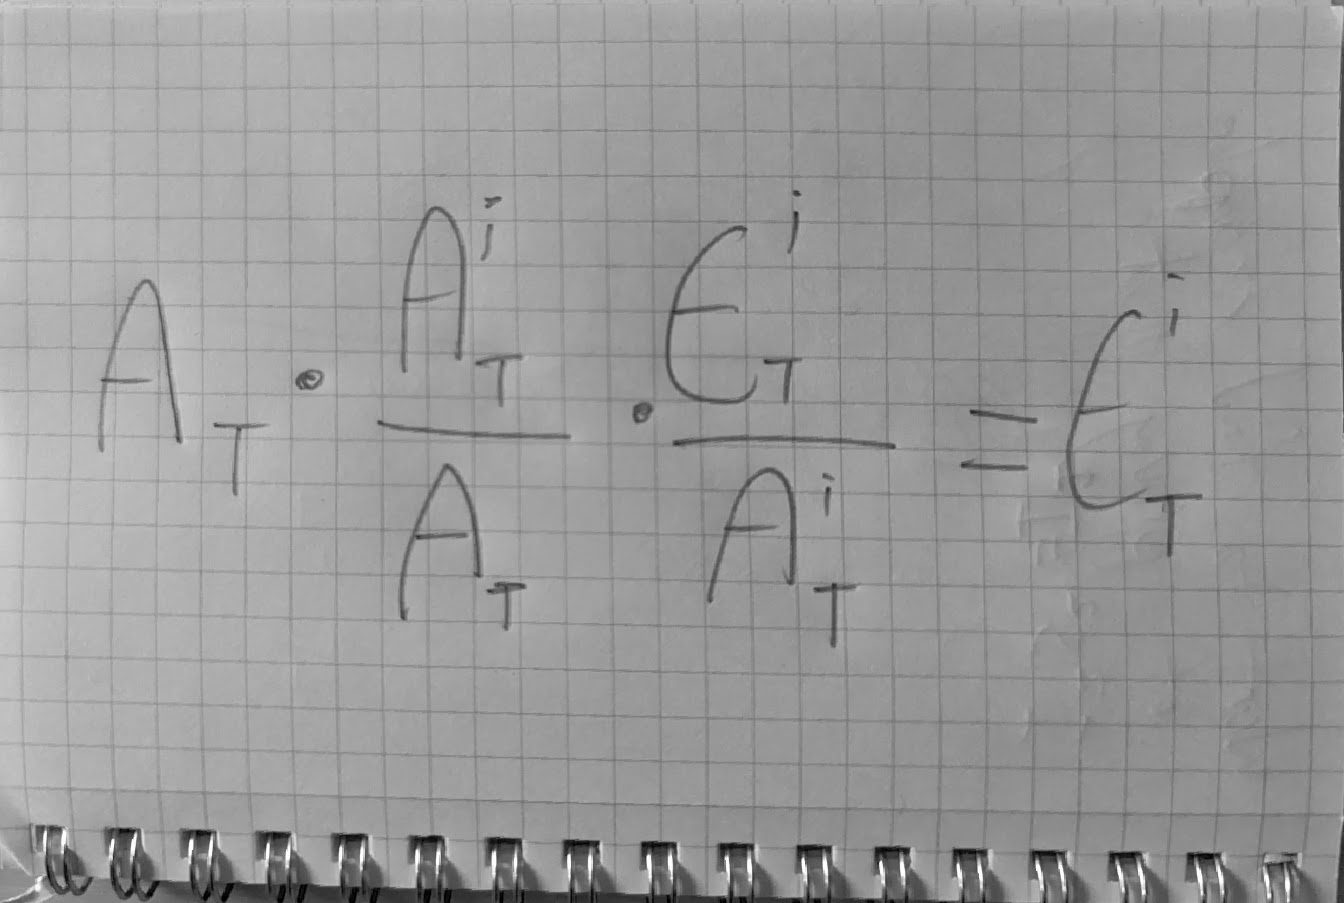 A_T · A^i_T / A_T · E^i_T / A^i_T = E^i_T